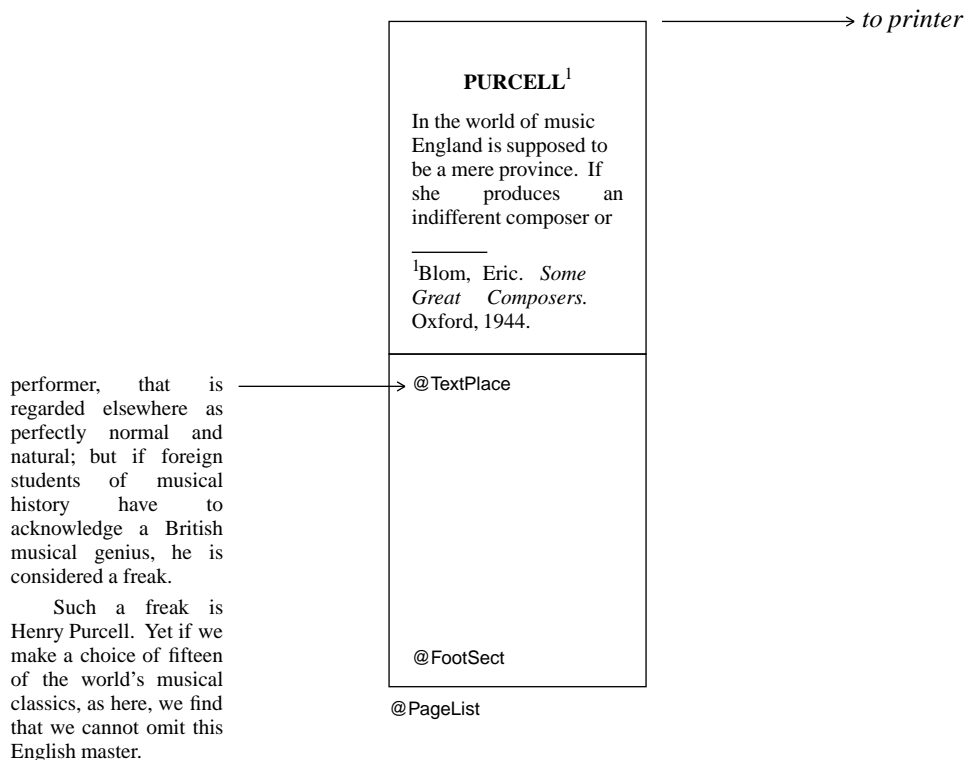 to printer
PURCELL1
In the world of music
England is supposed to
be a mere province. If
she produces an
indifferent composer or
1Blom, Eric. Some
Great Composers.
Oxford, 1944.
performer, that is
regarded elsewhere as
perfectly normal and
natural; but if foreign
students of musical
history have to
acknowledge a British
musical genius, he is
considered a freak.
Such a freak is
Henry Purcell. Yet if we
make a choice of fifteen
of the world's musical
classics, as here, we find
that we cannot omit this
English master.
@TextPlace
@FootSect
@PageList